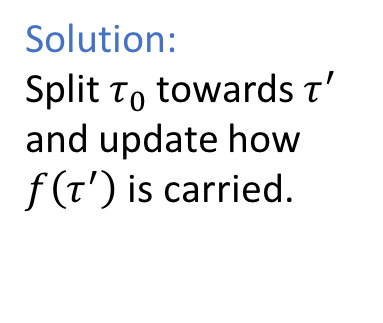 Solution:
Split τ₀ towards τ′
and update how
f(τ′) is carried.